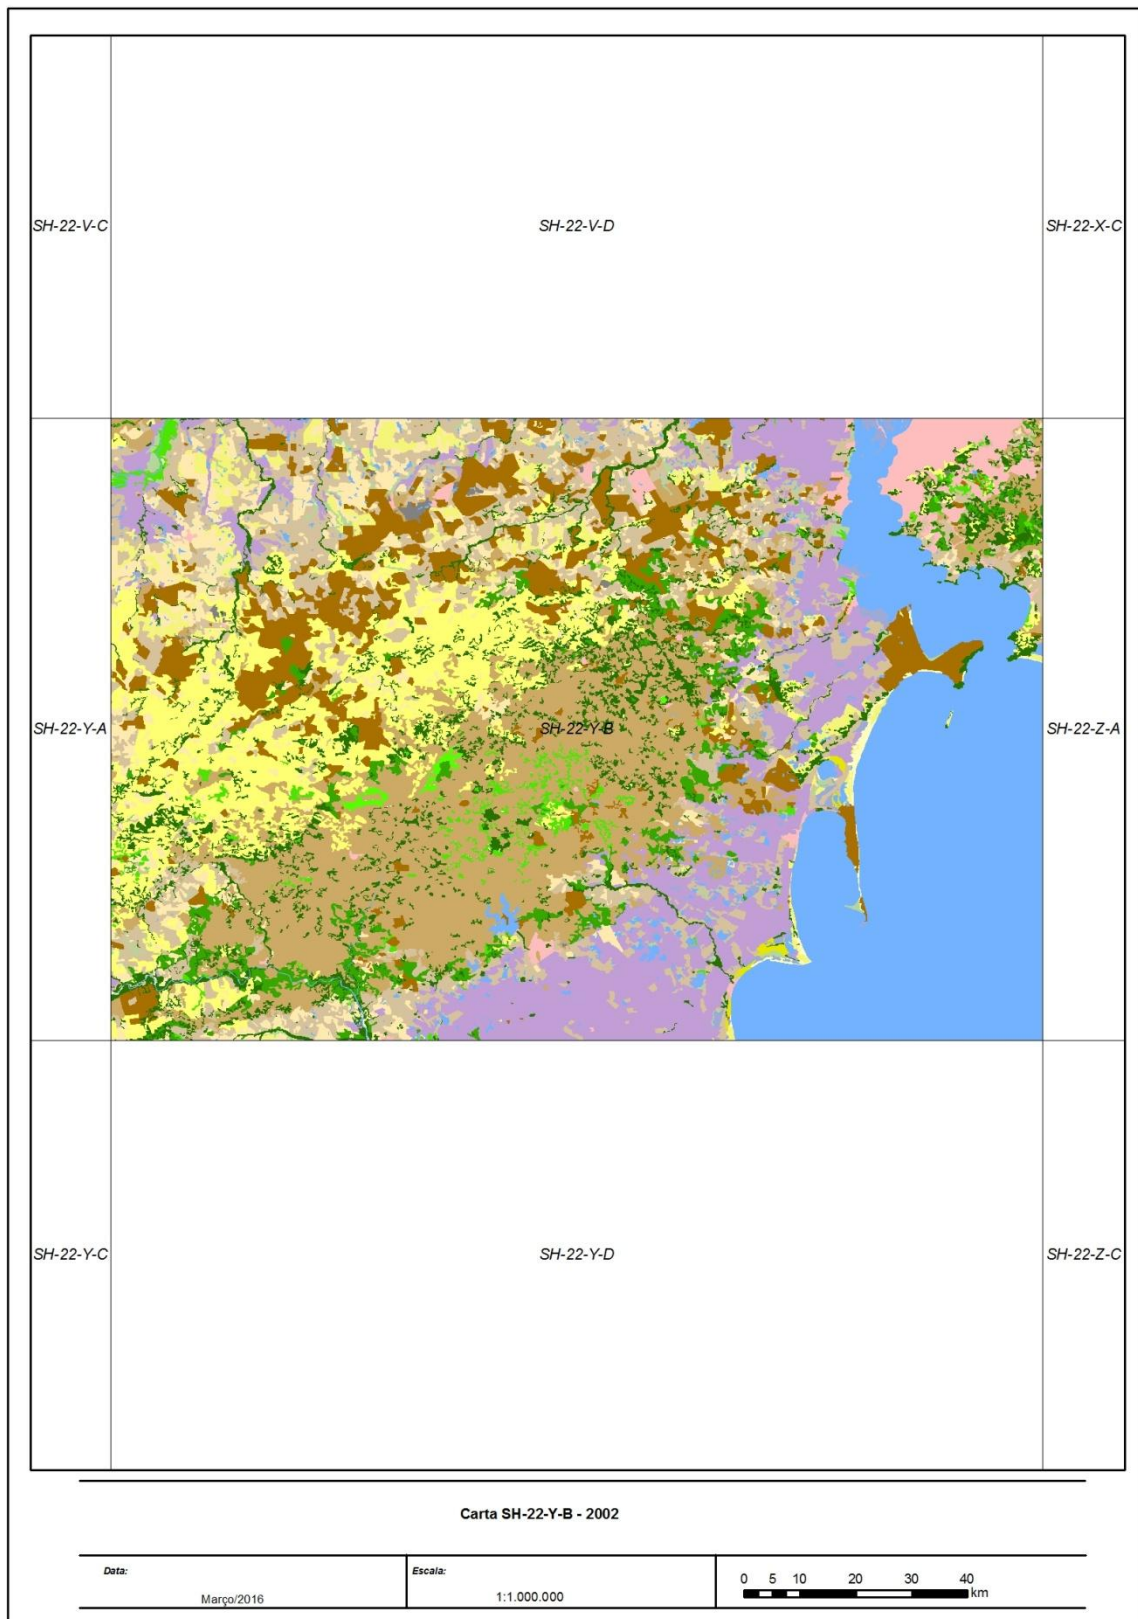 SH-22-V-C
SH-22-V-D
SH-22-X-C
SH-22-Y-A
SH-22-Y-B
SH-22-Z-A
SH-22-Y-C
SH-22-Y-D
SH-22-Z-C
Carta SH-22-Y-B - 2002
Data:
Março/2016
Escala:
1:1.000.000
0 5 10 20 30 40
km